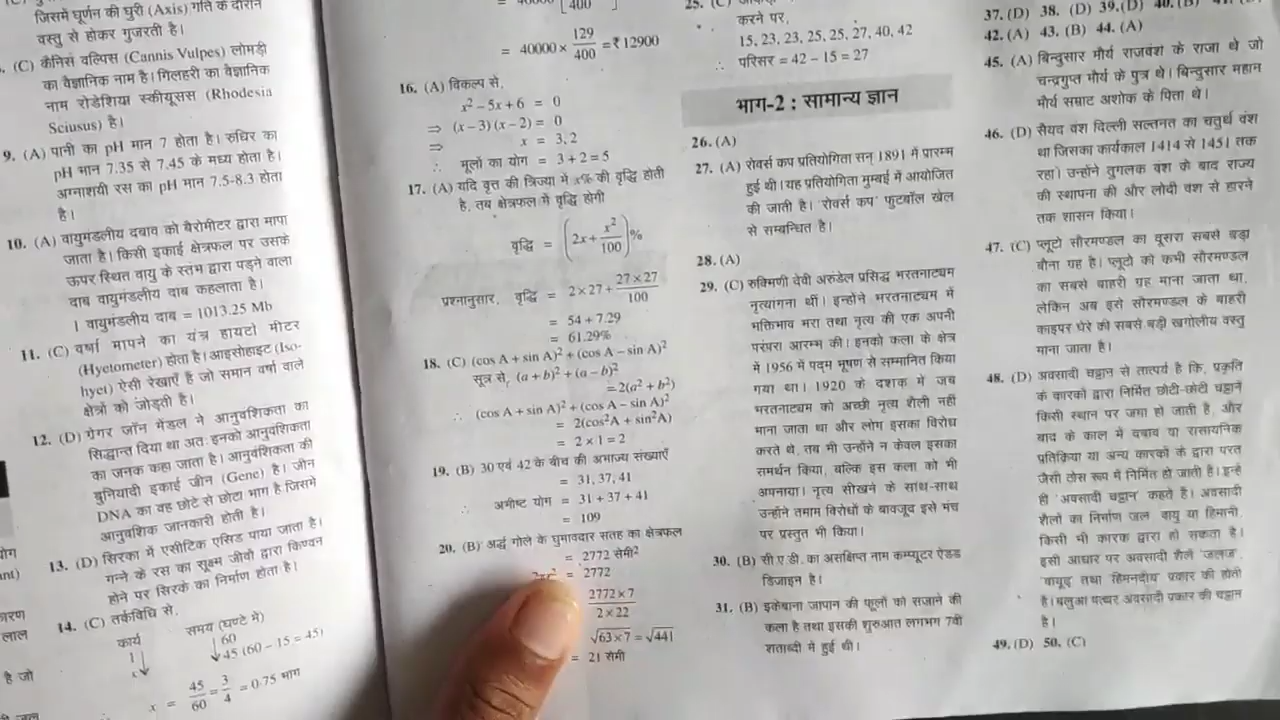 जिसमें घूर्णन की घुरी (Axis) गति के दौरान
वस्तु से होकर गुजरती है।
(C) कैनिस वल्पिस (Cannis Vulpes) लोमड़ी
का वैज्ञानिक नाम है। गिलहरी का वैज्ञानिक
नाम रोडेशिया स्कीयूसस (Rhodesia
Sciusus) है।
9. (A) पानी का pH मान 7 होता है। रुधिर का
pH मान 7.35 से 7.45 के मध्य होता है।
अग्नाशयी रस का pH मान 7.5-8.3 होता
है।
10. (A) वायुमंडलीय दबाव को बैरोमीटर द्वारा मापा
जाता है। किसी इकाई क्षेत्रफल पर उसके
ऊपर स्थित वायु के स्तंभ द्वारा पड़ने वाला
दाब वायुमंडलीय दाब कहलाता है।
1 वायुमंडलीय दाब = 1013.25 Mb
11. (C) वर्षा मापने का यंत्र हायटो मीटर
(Hyetometer) होता है। आइसोहाइट (Iso-
hyet) ऐसी रेखाएँ हैं जो समान वर्षा वाले
क्षेत्रों को जोड़ती है।
12. (D) ग्रेगर जॉन मेंडल ने आनुवंशिकता का
सिद्धान्त दिया था अतः इनको आनुवंशिकता
का जनक कहा जाता है। आनुवंशिकता की
बुनियादी इकाई जीन (Gene) है। जीन
DNA का वह छोटे से छोटा भाग है जिसमें
आनुवंशिक जानकारी होती है।
13. (D) सिरका में एसीटिक एसिड पाया जाता है।
गन्ने के रस का सूक्ष्म जीवों द्वारा किण्वन
होने पर सिरके का निर्माण होता है।
14. (C) तर्कविधि से,
कार्य समय (घण्टे में)
1 60
x 45 (60 – 15 = 45)
x = 45/60 = 3/4 = 0.75 भाग
= 40000 × 129/400 = ₹ 12900
16. (A) विकल्प से,
x² – 5x + 6 = 0
⇒ (x – 3)(x – 2) = 0
⇒ x = 3, 2
∴ मूलों का योग = 3 + 2 = 5
17. (A) यदि वृत्त की त्रिज्या में x% की वृद्धि होती
है, तब क्षेत्रफल में वृद्धि होगी
वृद्धि = (2x + x²/100)%
प्रश्नानुसार, वृद्धि = 2 × 27 + 27 × 27/100
= 54 + 7.29
= 61.29%
18. (C) (cos A + sin A)² + (cos A – sin A)²
सूत्र से, (a + b)² + (a – b)²
= 2(a² + b²)
∴ (cos A + sin A)² + (cos A – sin A)²
= 2(cos²A + sin²A)
= 2 × 1 = 2
19. (B) 30 एवं 42 के बीच की अभाज्य संख्याएँ
= 31, 37, 41
∴ अभीष्ट योग = 31 + 37 + 41
= 109
20. (B) अर्द्ध गोले के घुमावदार सतह का क्षेत्रफल
= 2772 सेमी²
= 2772
2772 × 7/2 × 22
√63 × 7 = √441
= 21 सेमी
25. (C)
करने पर,
15, 23, 23, 25, 25, 27, 40, 42
∴ परिसर = 42 – 15 = 27
भाग-2 : सामान्य ज्ञान
26. (A)
27. (A) रोवर्स कप प्रतियोगिता सन् 1891 में प्रारम्भ
हुई थी। यह प्रतियोगिता मुम्बई में आयोजित
की जाती है। 'रोवर्स कप' फुटबॉल खेल
से सम्बन्धित है।
28. (A)
29. (C) रुक्मिणी देवी अरुंडेल प्रसिद्ध भरतनाट्यम
नृत्यांगना थीं। इन्होंने भरतनाट्यम में
भक्तिभाव भरा तथा नृत्य की एक अपनी
परंपरा आरम्भ की। इनको कला के क्षेत्र
में 1956 में पद्म भूषण से सम्मानित किया
गया था। 1920 के दशक में जब
भरतनाट्यम को अच्छी नृत्य शैली नहीं
माना जाता था और लोग इसका विरोध
करते थे, तब भी उन्होंने न केवल इसका
समर्थन किया, बल्कि इस कला को भी
अपनाया। नृत्य सीखने के साथ-साथ
उन्होंने तमाम विरोधों के बावजूद इसे मंच
पर प्रस्तुत भी किया।
30. (B) सी.ए.डी. का असंक्षिप्त नाम कम्प्यूटर ऐडड
डिजाइन है।
31. (B) इकेबाना जापान की फूलों को सजाने की
कला है तथा इसकी शुरुआत लगभग 7वीं
शताब्दी में हुई थी।
37. (D) 38. (D) 39. (D) 40. (B)
42. (A) 43. (B) 44. (A)
45. (A) बिन्दुसार मौर्य राजवंश के राजा थे जो
चन्द्रगुप्त मौर्य के पुत्र थे। बिन्दुसार महान
मौर्य सम्राट अशोक के पिता थे।
46. (D) सैयद वंश दिल्ली सल्तनत का चतुर्थ वंश
था जिसका कार्यकाल 1414 से 1451 तक
रहा। उन्होंने तुगलक वंश के बाद राज्य
की स्थापना की और लोदी वंश से हारने
तक शासन किया।
47. (C) प्लूटो सौरमण्डल का दूसरा सबसे बड़ा
बौना ग्रह है। प्लूटो को कभी सौरमण्डल
का सबसे बाहरी ग्रह माना जाता था,
लेकिन अब इसे सौरमण्डल के बाहरी
काइपर घेरे की सबसे बड़ी खगोलीय वस्तु
माना जाता है।
48. (D) अवसादी चट्टान से तात्पर्य है कि, प्रकृति
के कारकों द्वारा निर्मित छोटी-छोटी चट्टानें
किसी स्थान पर जमा हो जाती है, और
बाद के काल में दबाव या रासायनिक
प्रतिक्रिया या अन्य कारकों के द्वारा परत
जैसी ठोस रूप में निर्मित हो जाती है। इन्हें
ही 'अवसादी चट्टान' कहते है। अवसादी
शैलों का निर्माण जल, वायु या हिमानी,
किसी भी कारक द्वारा हो सकता है।
इसी आधार पर अवसादी शैलें 'जलज',
'वायूढ़' तथा 'हिमनदीय' प्रकार की होती
है। बलुआ पत्थर अवसादी प्रकार की चट्टान
है।
49. (D) 50. (C)